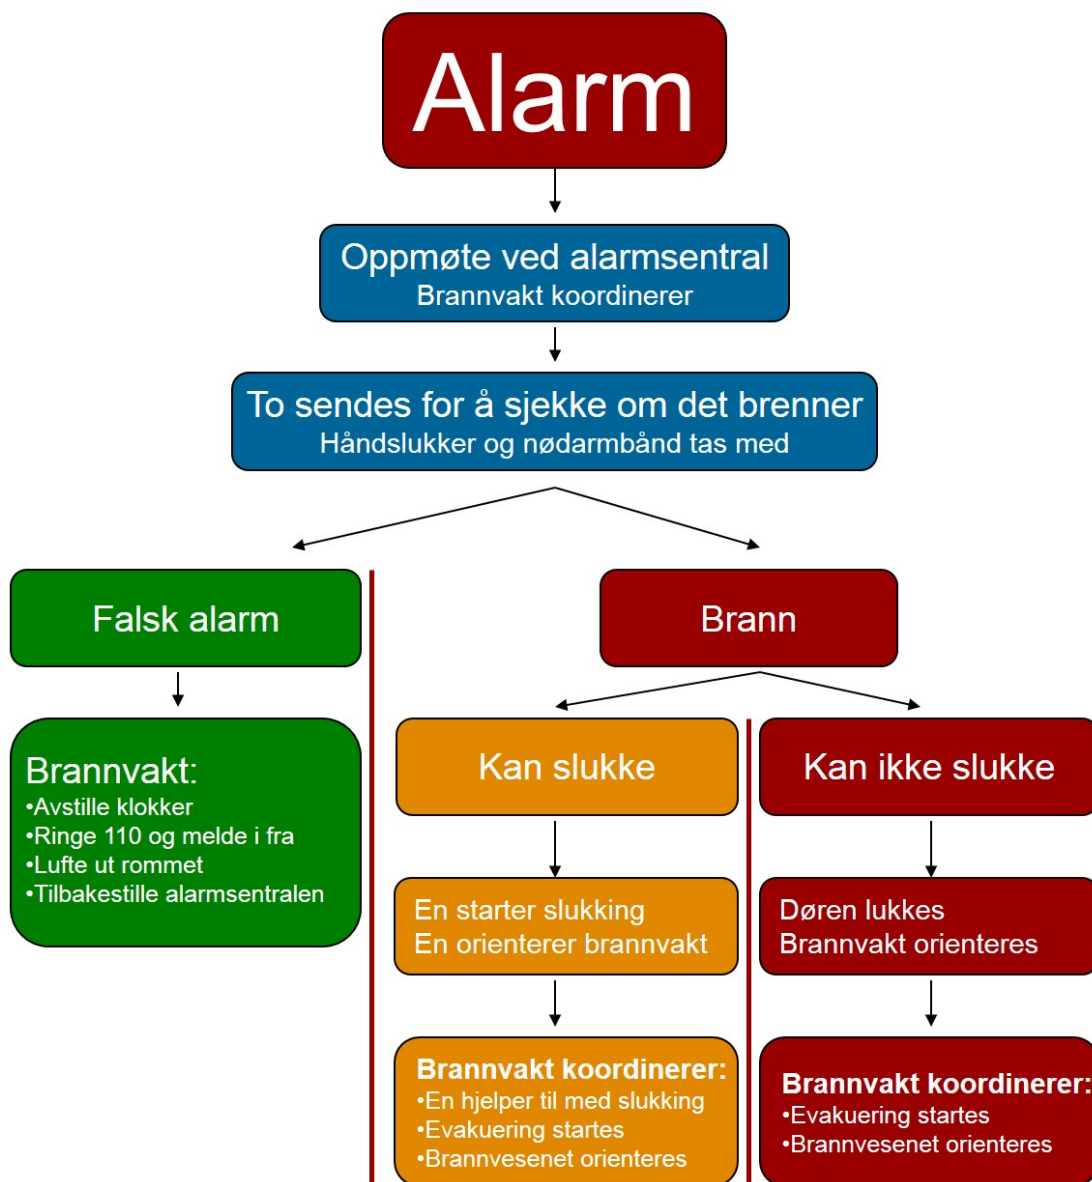 Alarm
Oppmøte ved alarmsentral
Brannvakt koordinerer
To sendes for å sjekke om det brenner
Håndslukker og nødarmbånd tas med
Falsk alarm
Brannvakt:
•Avstille klokker
•Ringe 110 og melde i fra
•Lufte ut rommet
•Tilbakestille alarmsentralen
Brann
Kan slukke
En starter slukking
En orienterer brannvakt
Brannvakt koordinerer:
•En hjelper til med slukking
•Evakuering startes
•Brannvesenet orienteres
Kan ikke slukke
Døren lukkes
Brannvakt orienteres
Brannvakt koordinerer:
•Evakuering startes
•Brannvesenet orienteres